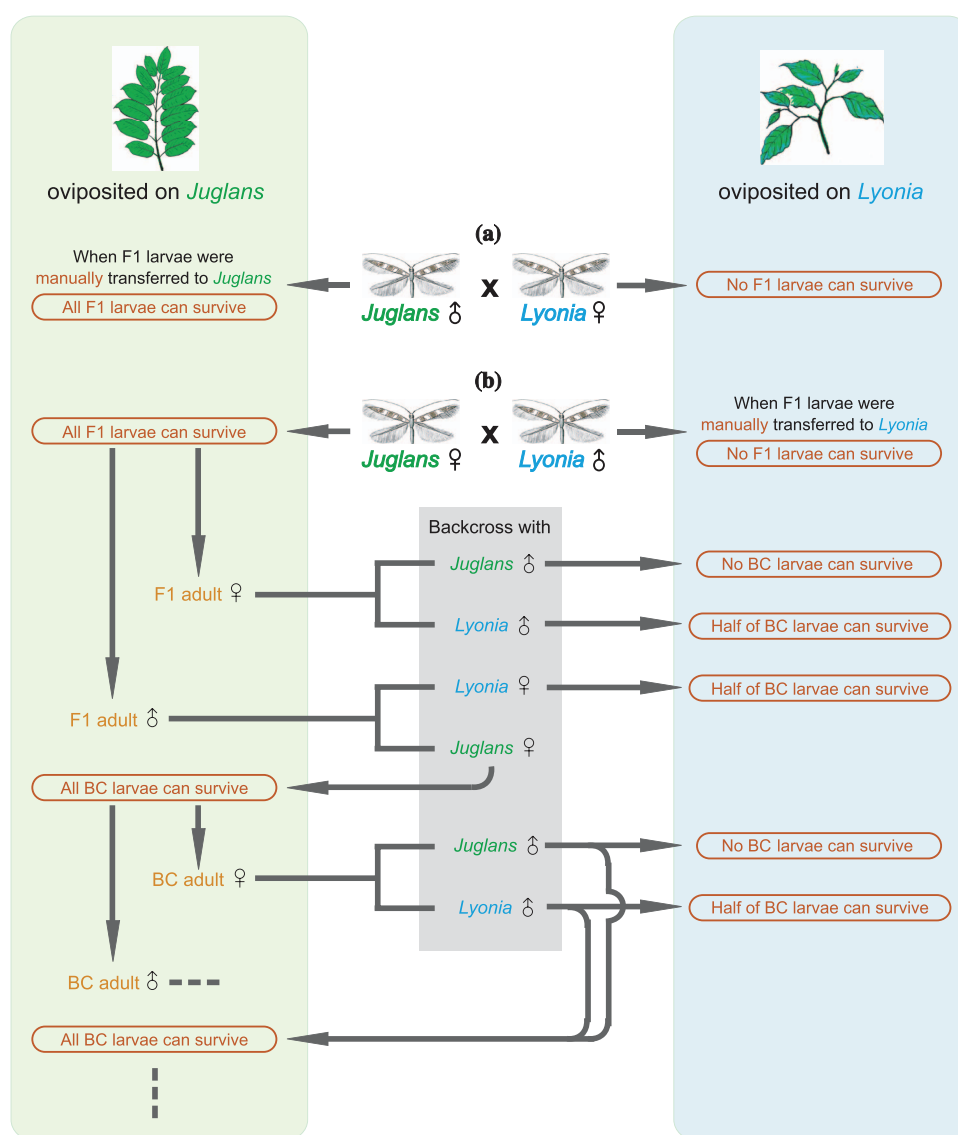 oviposited on Juglans
oviposited on Lyonia
(a)
When F1 larvae were
manually transferred to Juglans
All F1 larvae can survive
Juglans ♂
X
Lyonia ♀
No F1 larvae can survive
(b)
All F1 larvae can survive
Juglans ♀
X
Lyonia ♂
When F1 larvae were
manually transferred to Lyonia
No F1 larvae can survive
Backcross with
Juglans ♂
No BC larvae can survive
F1 adult ♀
Lyonia ♂
Half of BC larvae can survive
Lyonia ♀
Half of BC larvae can survive
F1 adult ♂
Juglans ♀
All BC larvae can survive
Juglans ♂
No BC larvae can survive
BC adult ♀
Lyonia ♂
Half of BC larvae can survive
BC adult ♂
All BC larvae can survive